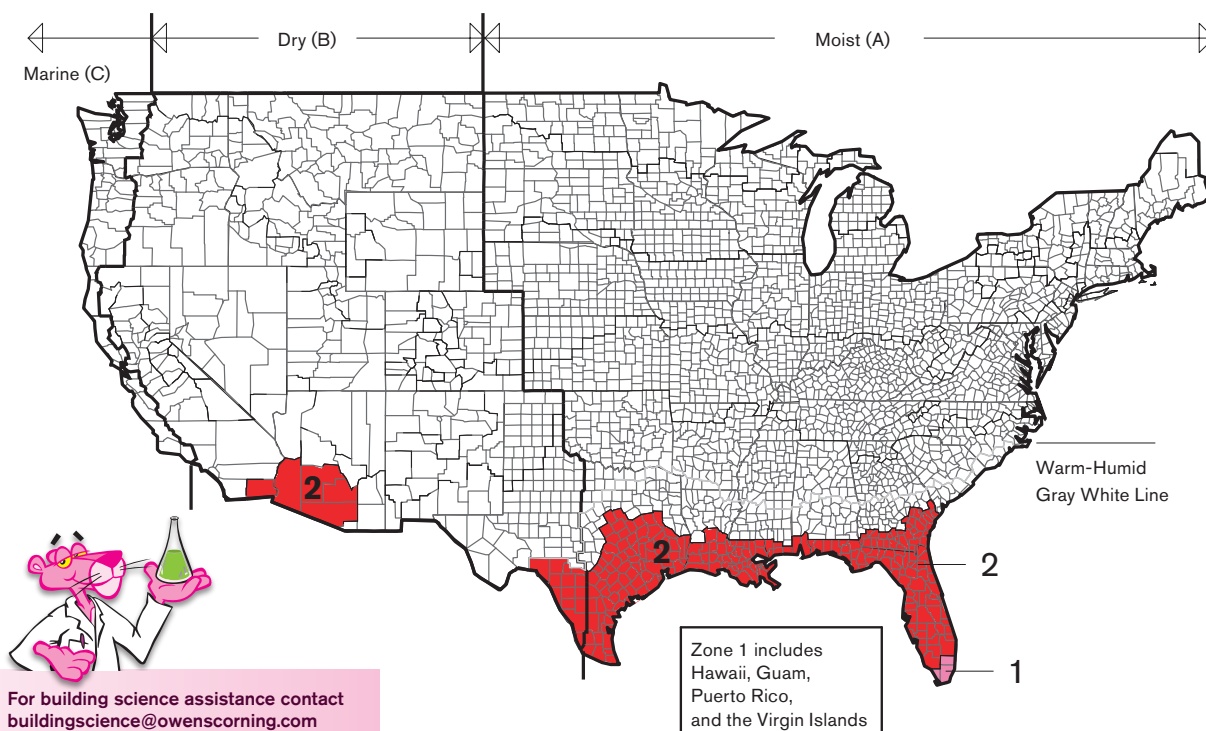 Dry (B)
Moist (A)
Marine (C)
Warm-Humid
Gray White Line
2
2
2
1
Zone 1 includes
Hawaii, Guam,
Puerto Rico,
and the Virgin Islands
For building science assistance contact
buildingscience@owenscorning.com